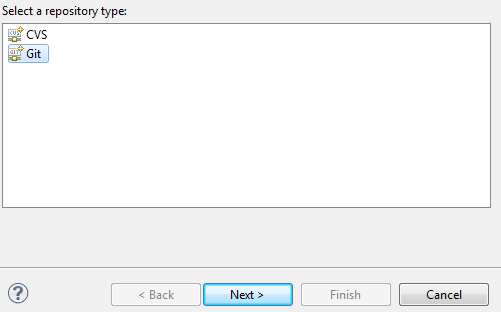 Select a repository type:
CVS
Git
< Back Next > Finish Cancel